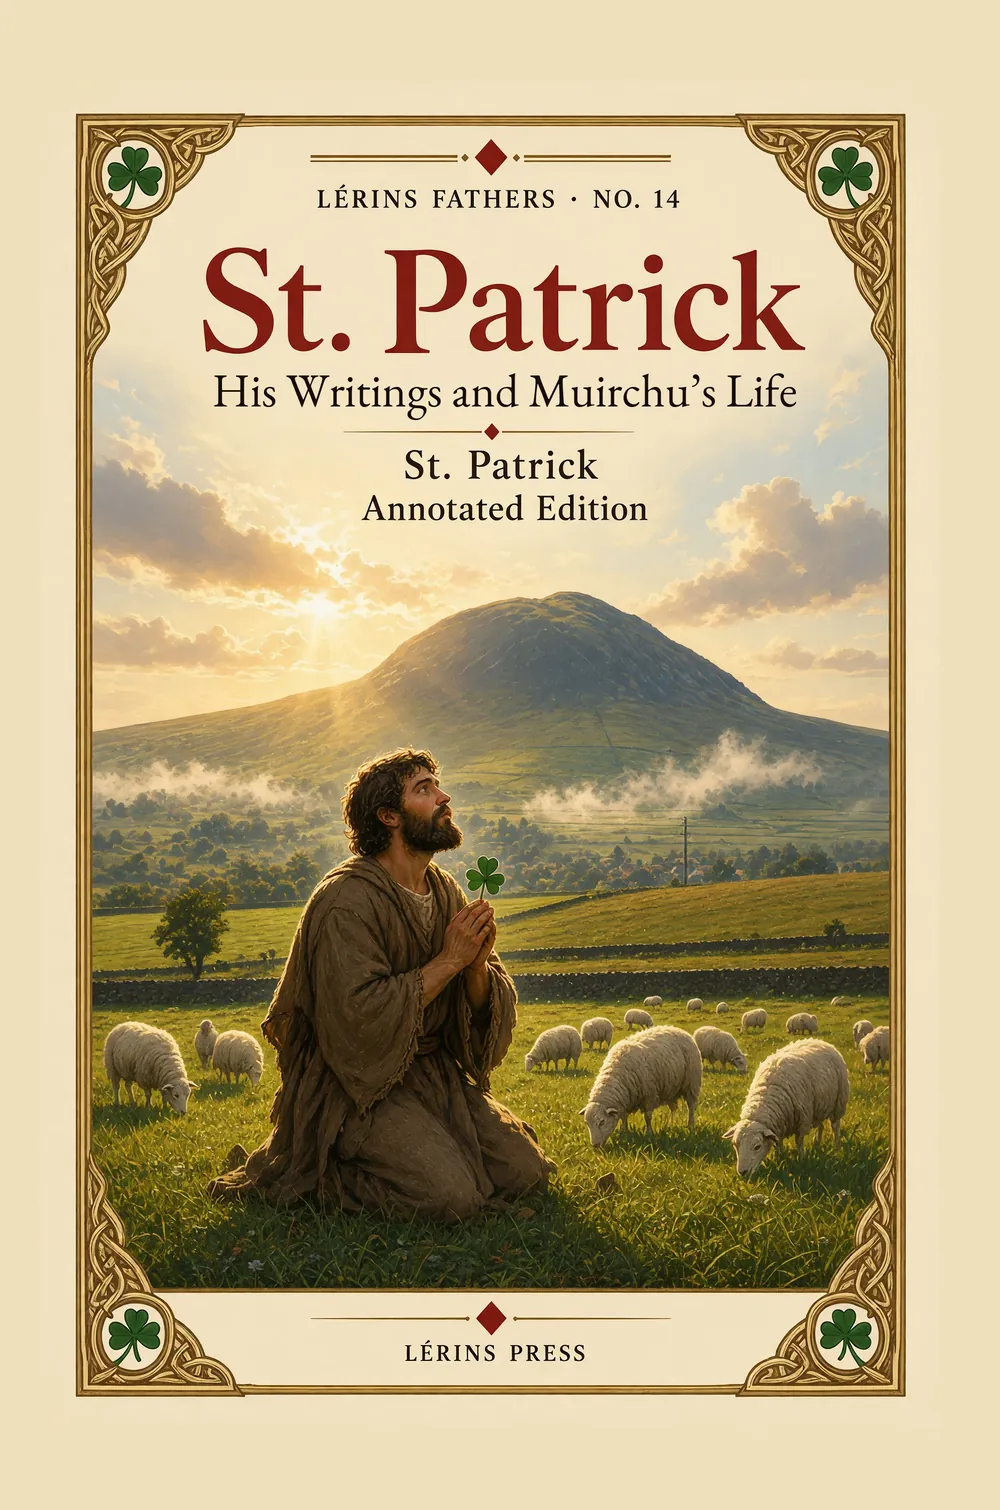 LÉRINS FATHERS · NO. 14
St. Patrick
His Writings and Muirchu’s Life
St. Patrick
Annotated Edition
LÉRINS PRESS